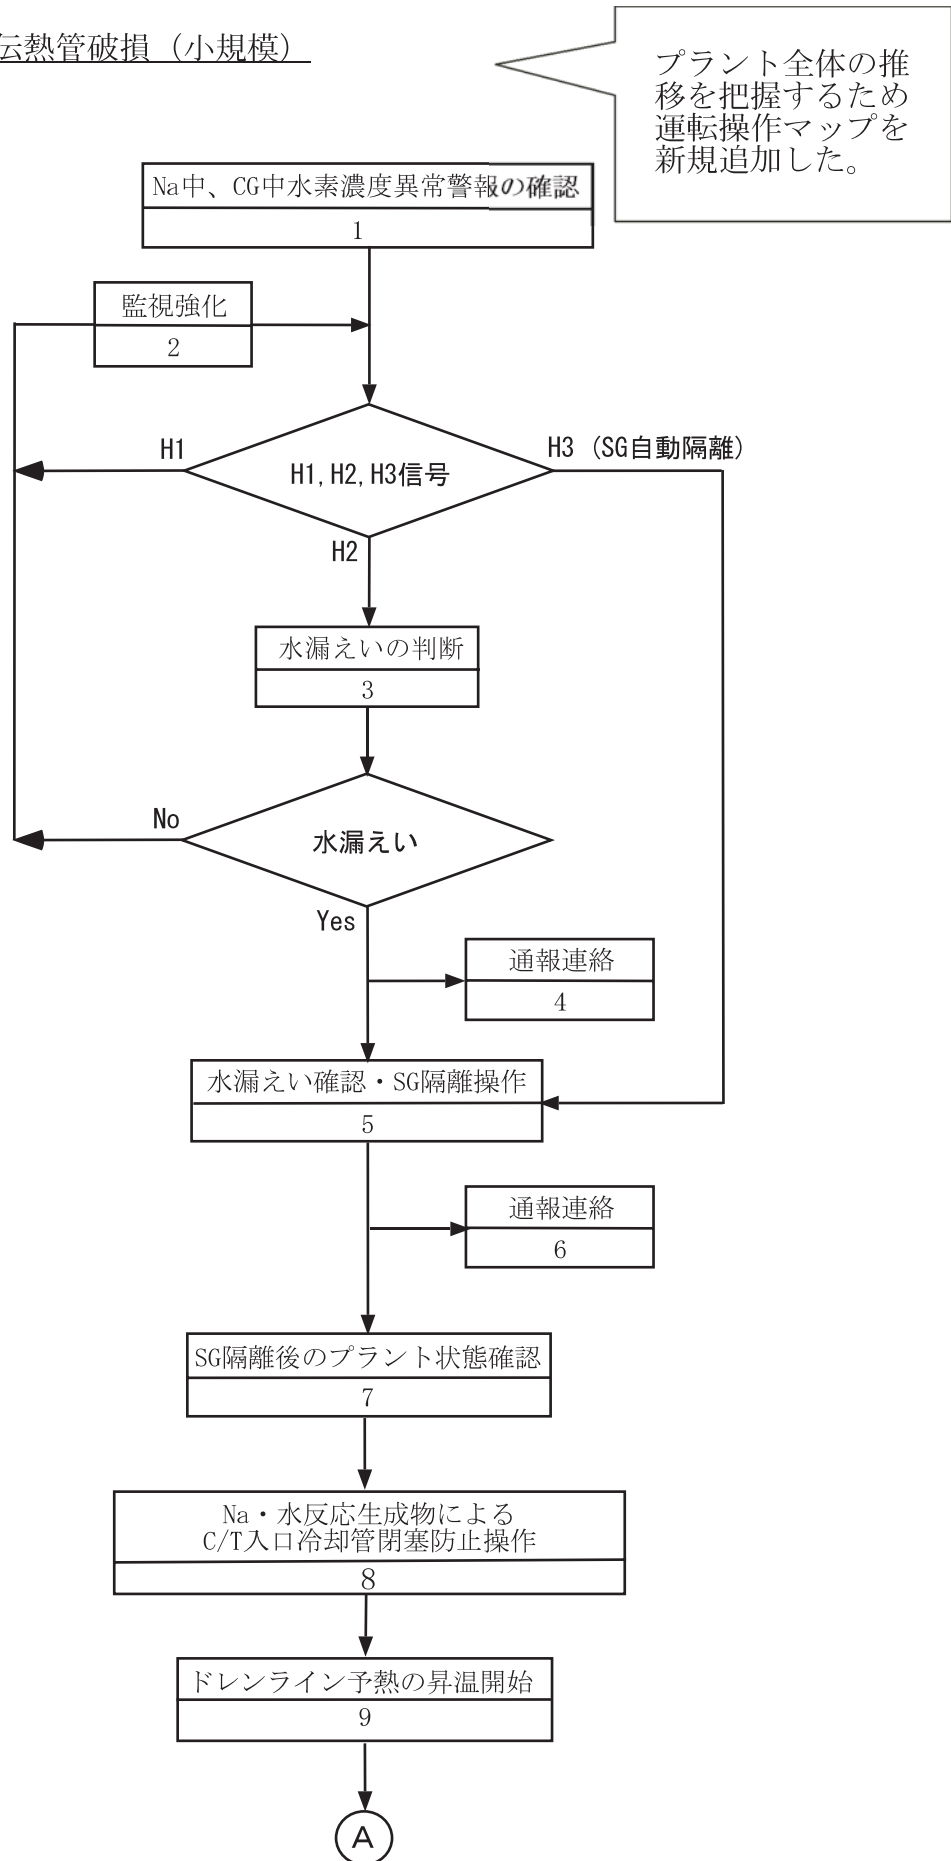 伝熱管破損（小規模）
プラント全体の推
移を把握するため
運転操作マップを
新規追加した。
Na中、CG中水素濃度異常警報の確認
1
監視強化
2
H1
H3（SG自動隔離）
H1,H2,H3信号
H2
水漏えいの判断
3
No
水漏えい
Yes
通報連絡
4
水漏えい確認・SG隔離操作
5
通報連絡
6
SG隔離後のプラント状態確認
7
Na・水反応生成物による
C/T入口冷却管閉塞防止操作
8
ドレンライン予熱の昇温開始
9
A